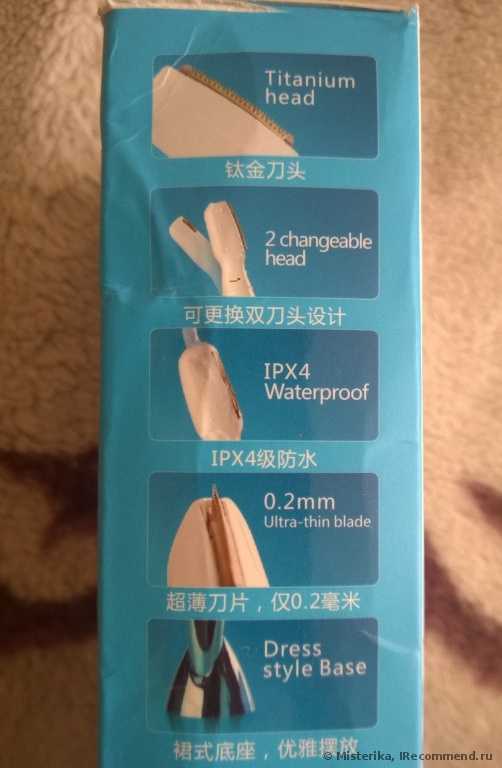 Titanium
head
钛金刀头
2 changeable
head
可更换双刀头设计
IPX4
Waterproof
IPX4级防水
0.2mm
Ultra-thin blade
超薄刀片，仅0.2毫米
Dress
style Base
裙式底座，优雅摆放
© Misterika, IRecommend.ru